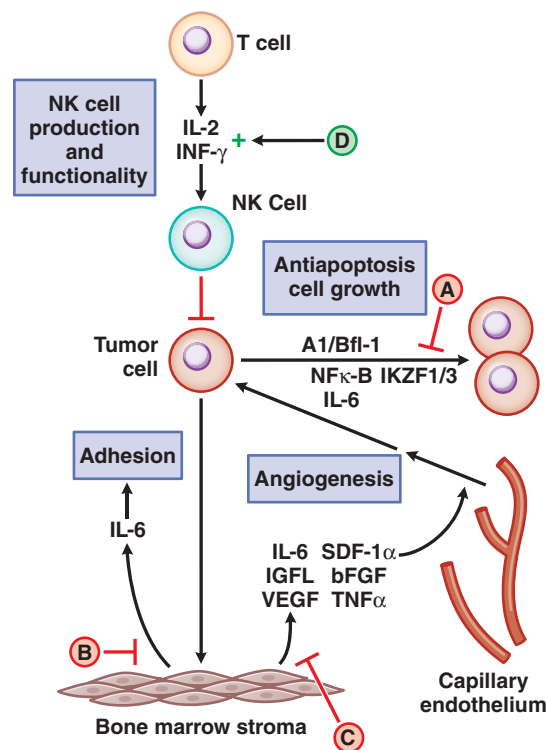 T cell
NK cell
production
and
functionality
IL-2
INF-γ
+
D
NK Cell
Antiapoptosis
cell growth
A
Tumor
cell
A1/Bfl-1
NFκ-B IKZF1/3
IL-6
Adhesion
Angiogenesis
IL-6
IL-6 SDF-1α
IGFL bFGF
VEGF TNFα
B
C
Bone marrow stroma
Capillary
endothelium